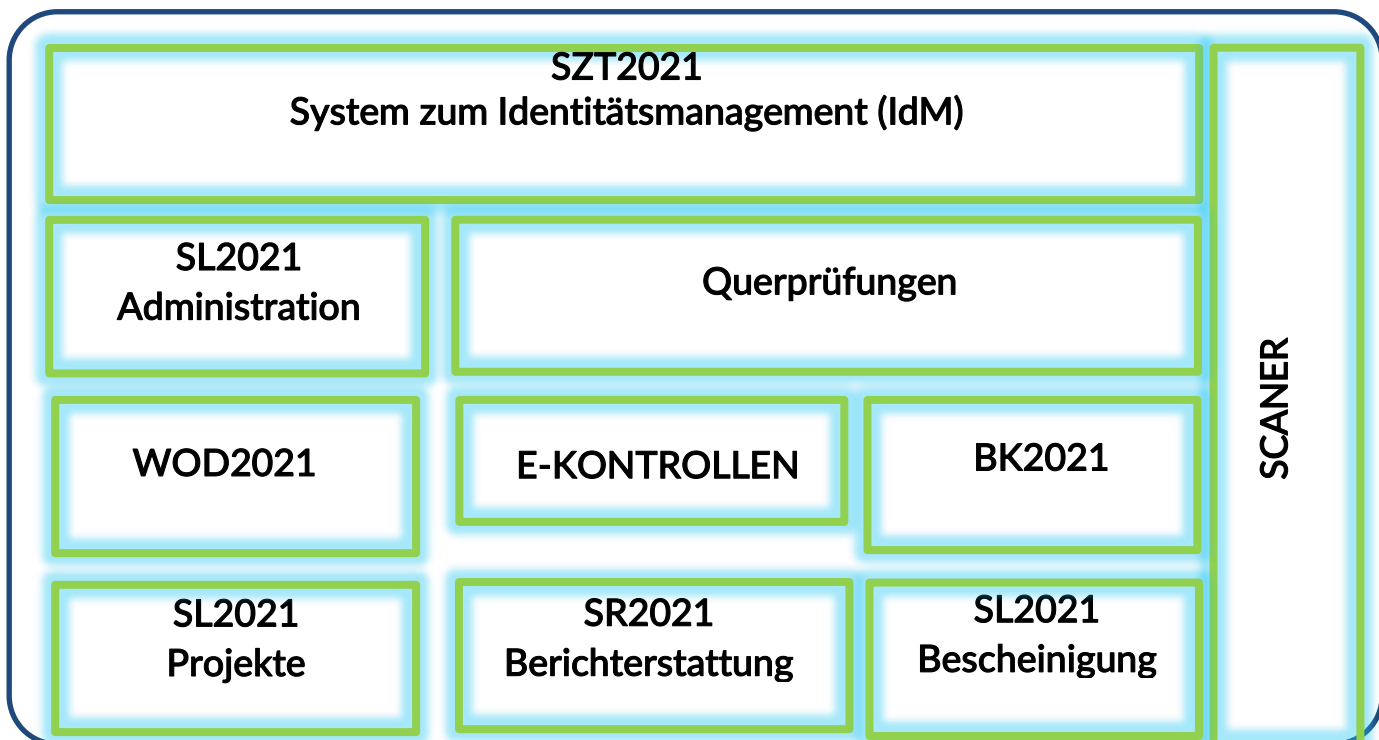 SZT2021
System zum Identitätsmanagement (IdM)
SL2021
Administration
Querprüfungen
WOD2021
E-KONTROLLEN
BK2021
SL2021
Projekte
SR2021
Berichterstattung
SL2021
Bescheinigung
SCANER